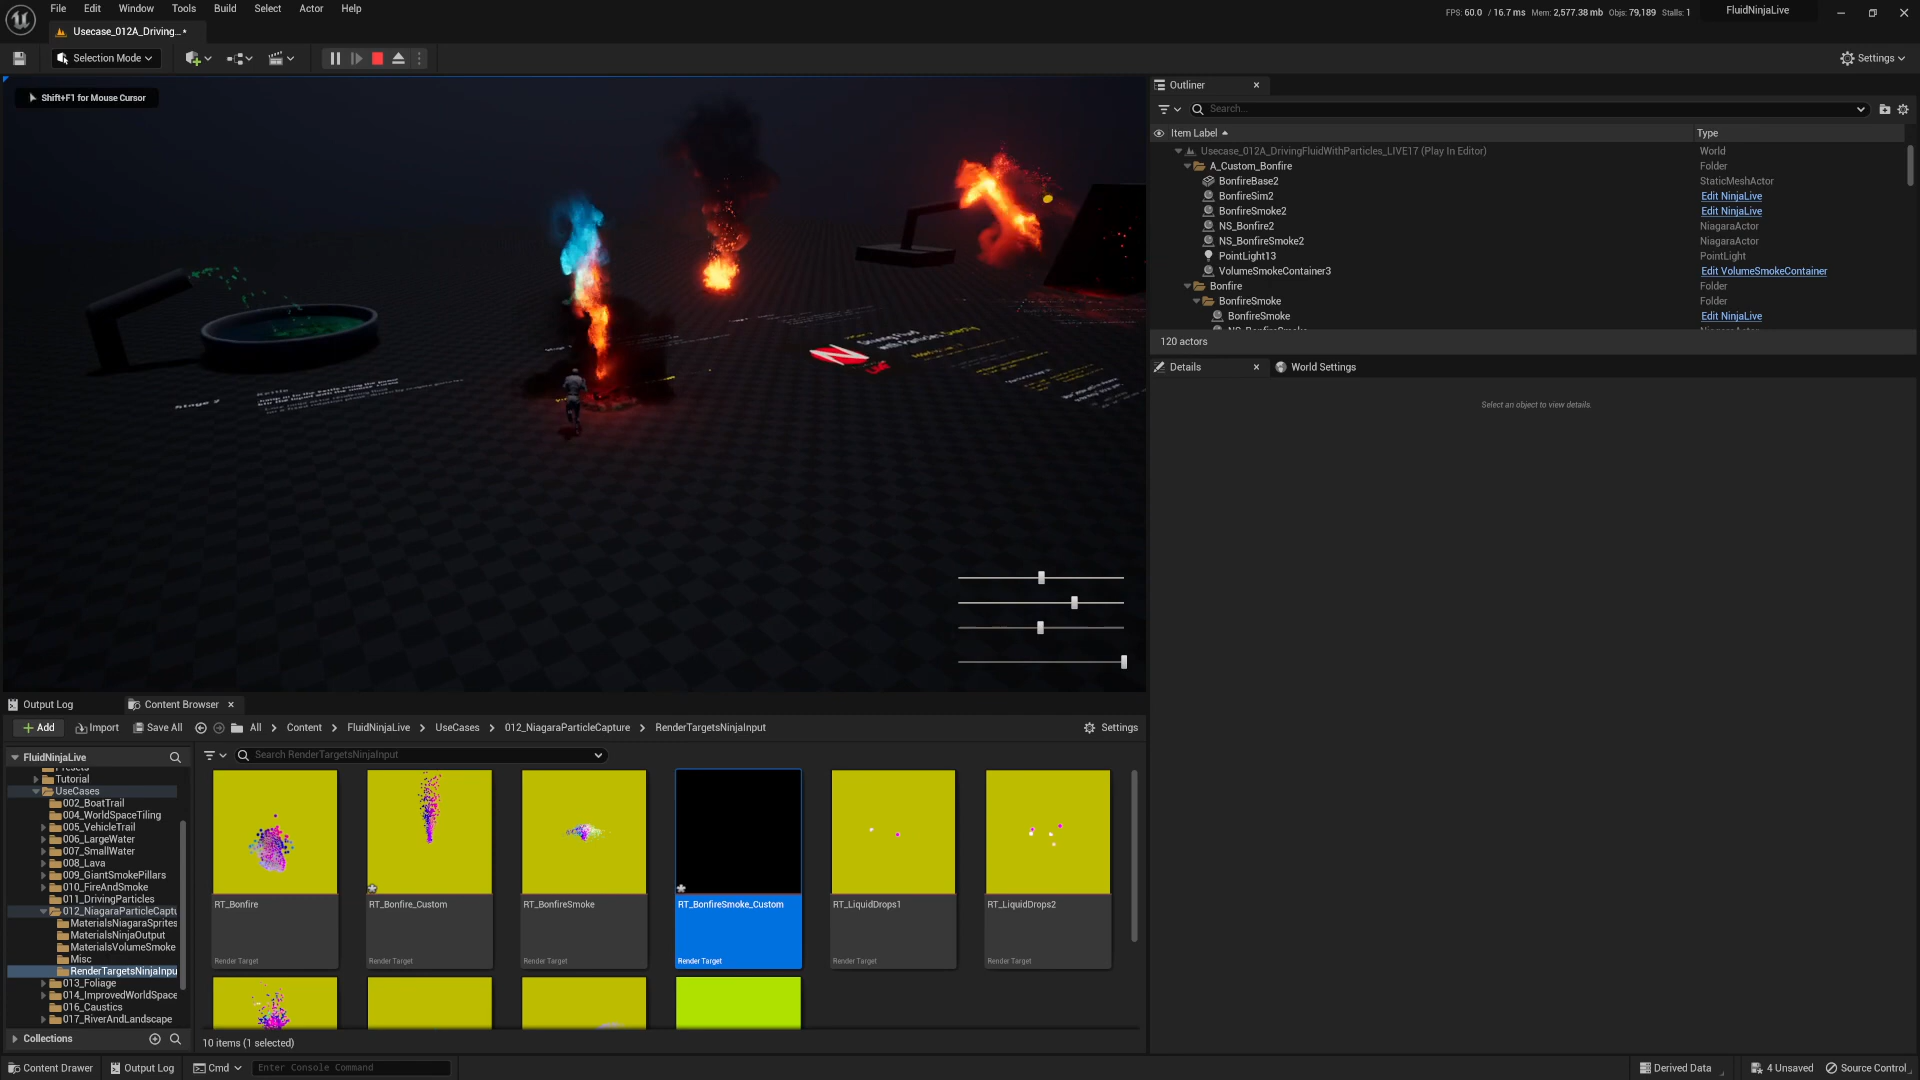 File Edit Window Tools Build Select Actor Help
FPS: 60.0 / 16.7 ms Mem: 2,577.38 mb Objs: 79,189 Stalls: 1
FluidNinjaLive
Usecase_012A_Driving...*
Selection Mode
Settings
Shift+F1 for Mouse Cursor
Stage 7
Kettle
LIVE
Outliner
Search...
Item Label Type
Usecase_012A_DrivingFluidWithParticles_LIVE17 (Play In Editor) World
A_Custom_Bonfire Folder
BonfireBase2 StaticMeshActor
BonfireSim2 Edit NinjaLive
BonfireSmoke2 Edit NinjaLive
NS_Bonfire2 NiagaraActor
NS_BonfireSmoke2 NiagaraActor
PointLight13 PointLight
VolumeSmokeContainer3 Edit VolumeSmokeContainer
Bonfire Folder
BonfireSmoke Folder
BonfireSmoke Edit NinjaLive
120 actors
Details World Settings
Select an object to view details.
Output Log Content Browser
Add Import Save All All Content FluidNinjaLive UseCases 012_NiagaraParticleCapture RenderTargetsNinjaInput Settings
FluidNinjaLive
Search RenderTargetsNinjaInput
Presets
Tutorial
UseCases
002_BoatTrail
004_WorldSpaceTiling
005_VehicleTrail
006_LargeWater
007_SmallWater
008_Lava
009_GiantSmokePillars
010_FireAndSmoke
011_DrivingParticles
012_NiagaraParticleCaptu
MaterialsNiagaraSprites
MaterialsNinjaOutput
MaterialsVolumeSmoke
Misc
RenderTargetsNinjaInpu
013_Foliage
014_ImprovedWorldSpace
016_Caustics
017_RiverAndLandscape
RT_Bonfire RT_Bonfire_Custom RT_BonfireSmoke RT_BonfireSmoke_Custom RT_LiquidDrops1 RT_LiquidDrops2
Render Target Render Target Render Target Render Target Render Target Render Target
Collections
10 items (1 selected)
Content Drawer Output Log Cmd Enter Console Command Derived Data 4 Unsaved Source Control